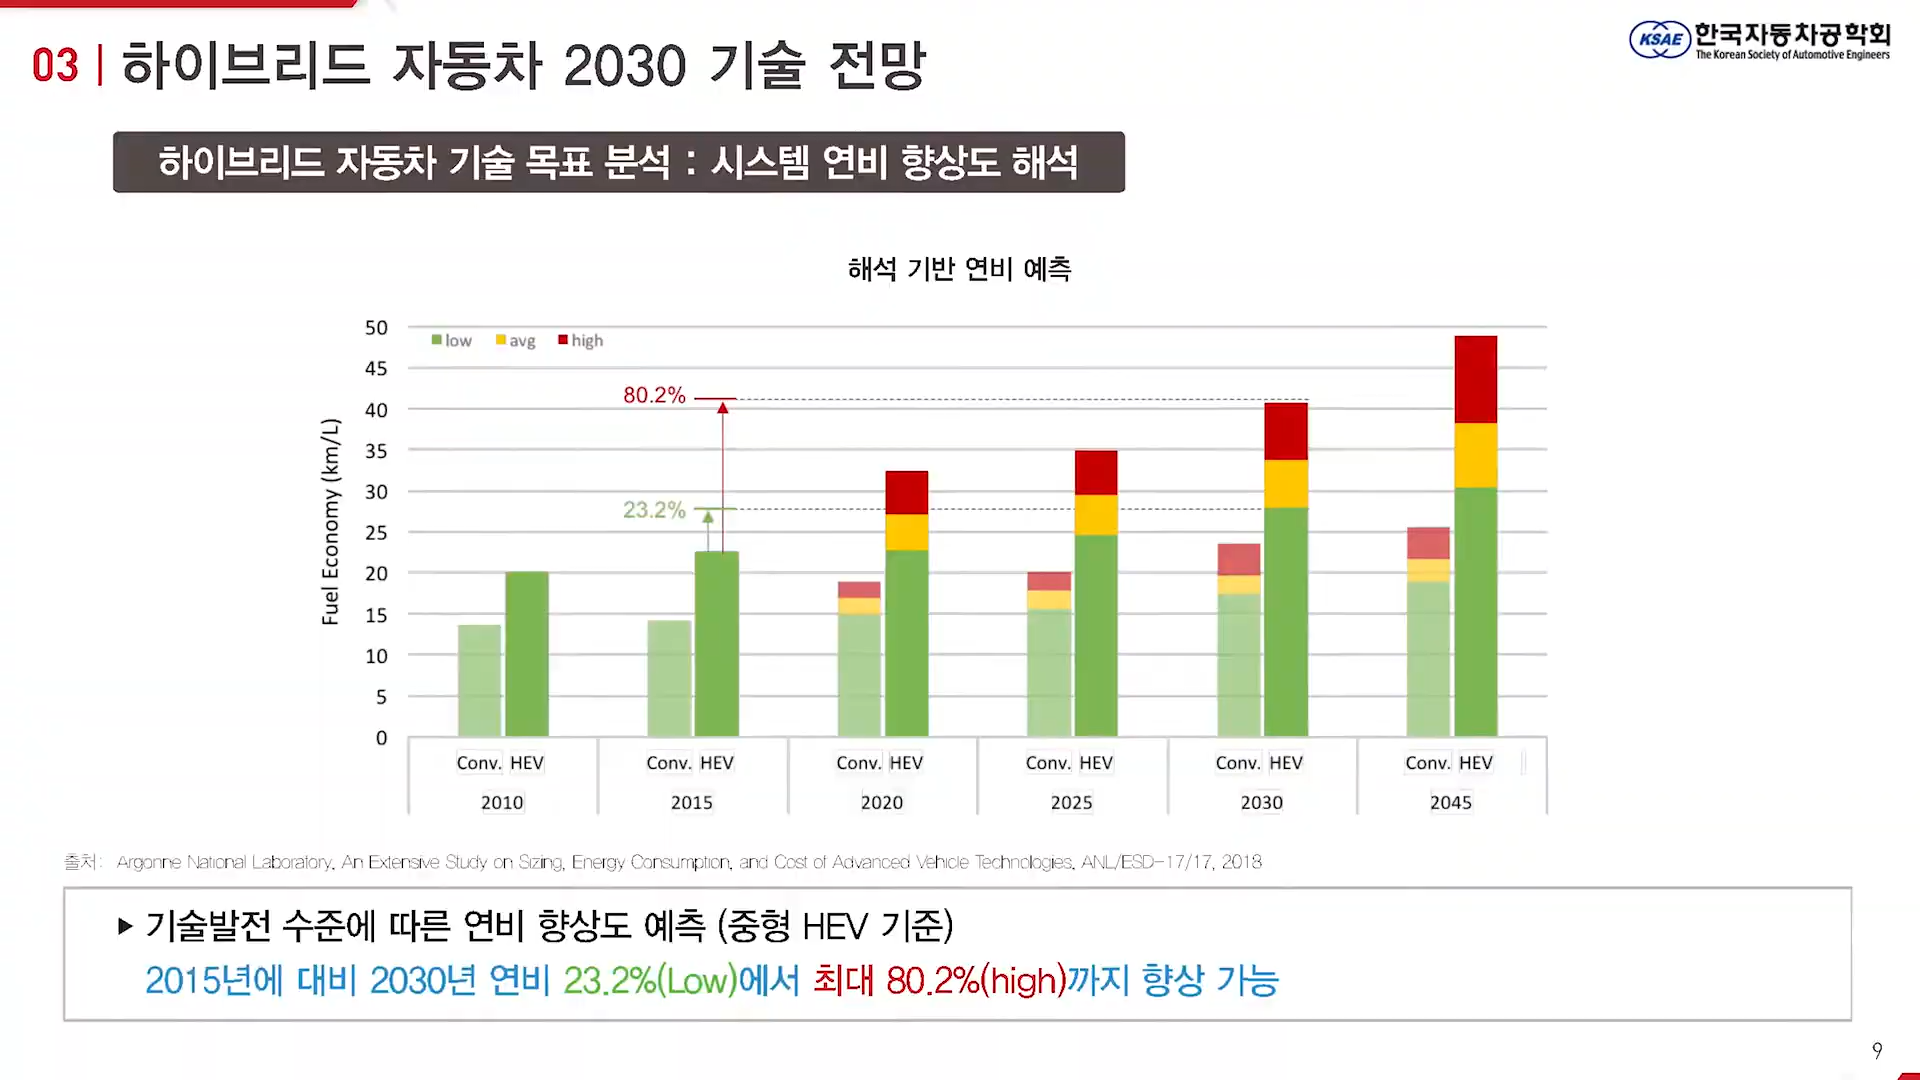 03 | 하이브리드 자동차 2030 기술 전망
KSAE 한국자동차공학회
The Korean Society of Automotive Engineers
하이브리드 자동차 기술 목표 분석 : 시스템 연비 향상도 해석
해석 기반 연비 예측
low avg high
Fuel Economy (km/L)
50
45
40
35
30
25
20
15
10
5
0
80.2%
23.2%
Conv. HEV Conv. HEV Conv. HEV Conv. HEV Conv. HEV Conv. HEV
2010 2015 2020 2025 2030 2045
출처: Argonne National Laboratory, An Extensive Study on Sizing, Energy Consumption, and Cost of Advanced Vehicle Technologies, ANL/ESD-17/17, 2018
▶ 기술발전 수준에 따른 연비 향상도 예측 (중형 HEV 기준)
2015년에 대비 2030년 연비 23.2%(Low)에서 최대 80.2%(high)까지 향상 가능
9